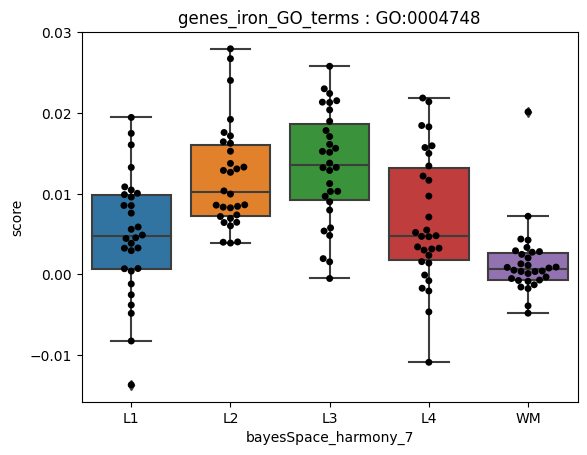 genes_iron_GO_terms : GO:0004748
0.03
0.02
0.01
0.00
−0.01
score
L1 L2 L3 L4 WM
bayesSpace_harmony_7